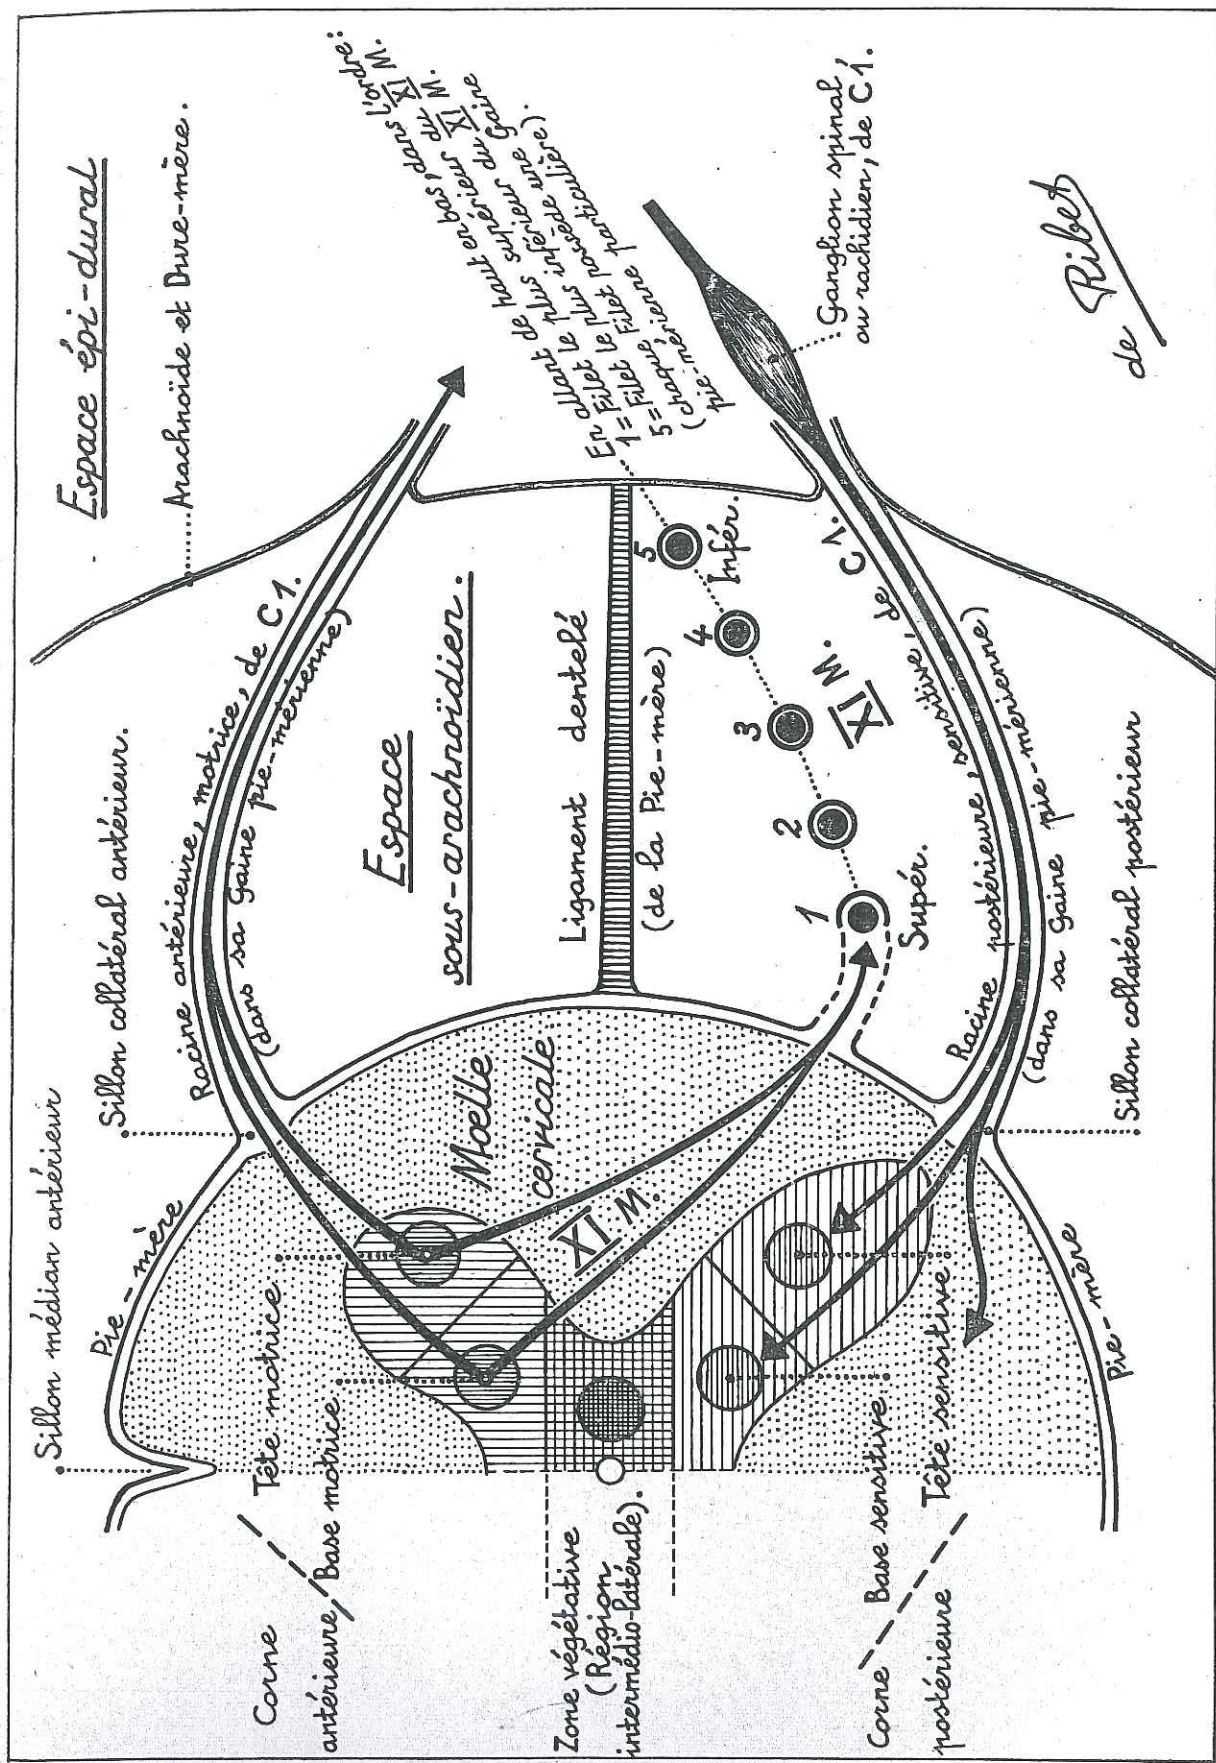 Sillon médian antérieur
Pie-mère
Sillon collatéral antérieur.
Racine antérieure, motrice, de C1.
(dans sa Gaine pie-mérienne)
Espace épi-dural
Arachnoïde et Dure-mère.
Corne
antérieure
Tête motrice
Base motrice
Moelle
cervicale
XI M.
Espace
sous-arachnoïdien.
Ligament dentelé
(de la Pie-mère)
Zone végétative
(Région
intermédio-latérale).
1
2
3
4
5
Supér.
XI M.
Infér.
En allant de haut en bas, dans l'ordre:
1 = Filet le plus supérieur du XI M.
5 = Filet le plus inférieur du XI M.
(chaque Filet possède une Gaine
pie-mérienne particulière).
Corne
postérieure
Base sensitive
Tête sensitive
Racine postérieure, sensitive, de C1.
(dans sa Gaine pie-mérienne)
Ganglion spinal,
ou rachidien, de C1.
Pie-mère
Sillon collatéral postérieur
de Ribet